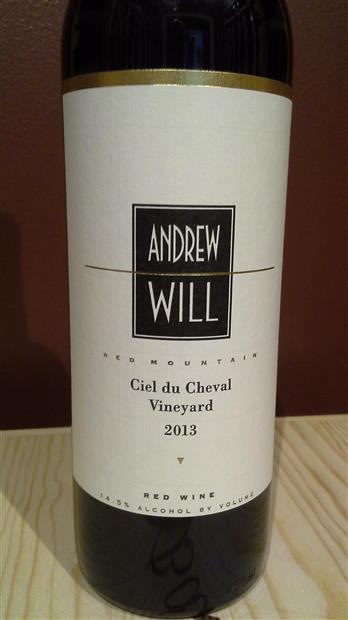 ANDREW
WILL
RED MOUNTAIN
Ciel du Cheval
Vineyard
2013
RED WINE
14.5% ALCOHOL BY VOLUME